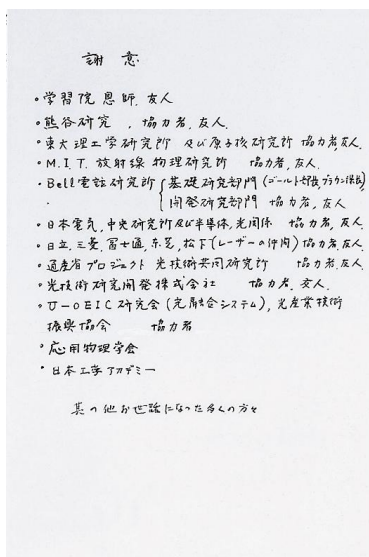 謝意
・学習院 恩師、友人
・熊谷研究 、協力者、友人、
・東大理工学研究所 及び原子核研究所 協力者、友人、
・M.I.T. 放射線物理研究所 協力者、友人
・Bell電話研究所 基礎研究部門(ゴールド部長,ブラウン課長)
開発研究部門 協力者、友人
・日本電気、中央研究所及び半導体、光関係 協力者、友人
・日立、三菱、富士通、東芝、松下(レーザーの仲間)協力者、友人
・通産省プロジェクト 光技術共同研究所 協力者、友人
・光技術研究開発株式会社 協力者、友人
・U-OEIC研究会(完融合システム)、光産業技術
振興協会 協力者
・応用物理学会
・日本工学アカデミー
其の他お世話になった多くの方々